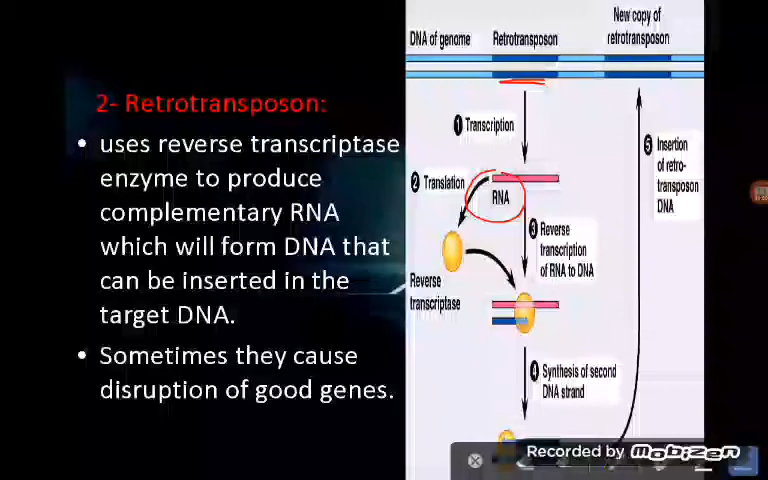 2- Retrotransposon:
• uses reverse transcriptase
enzyme to produce
complementary RNA
which will form DNA that
can be inserted in the
target DNA.
• Sometimes they cause
disruption of good genes.
DNA of genome
Retrotransposon
New copy of
retrotransposon
1 Transcription
2 Translation
RNA
3 Reverse
transcription
of RNA to DNA
Reverse
transcriptase
4 Synthesis of second
DNA strand
5 Insertion
of retro-
transposon
DNA
Recorded by Mobizen